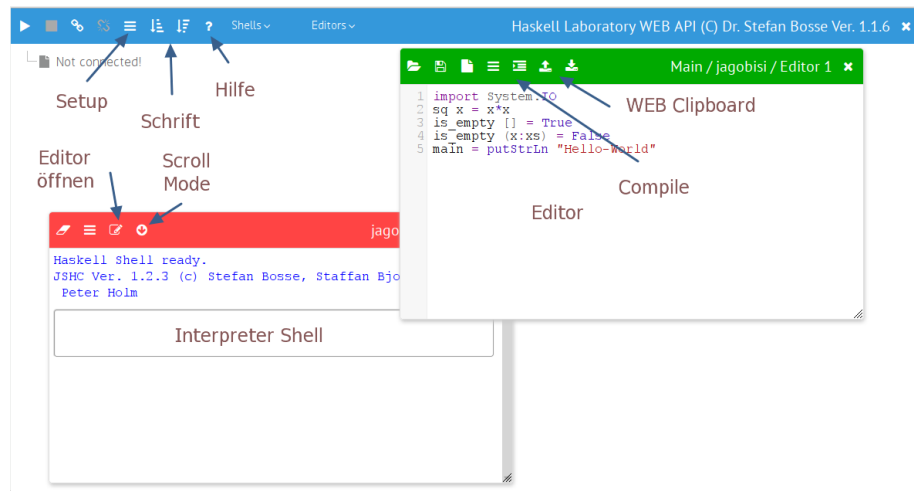 Shells Editors Haskell Laboratory WEB API (C) Dr. Stefan Bosse Ver. 1.1.6
Not connected!
Setup
Schrift
Hilfe
Editor
öffnen
Scroll
Mode
Main / jagobisi / Editor 1
1 import System.IO
2 sq x = x*x
3 is_empty [] = True
4 is_empty (x:xs) = False
5 main = putStrLn "Hello-World"
WEB Clipboard
Compile
Editor
jago
Haskell Shell ready.
JSHC Ver. 1.2.3 (c) Stefan Bosse, Staffan Bjo
Peter Holm
Interpreter Shell